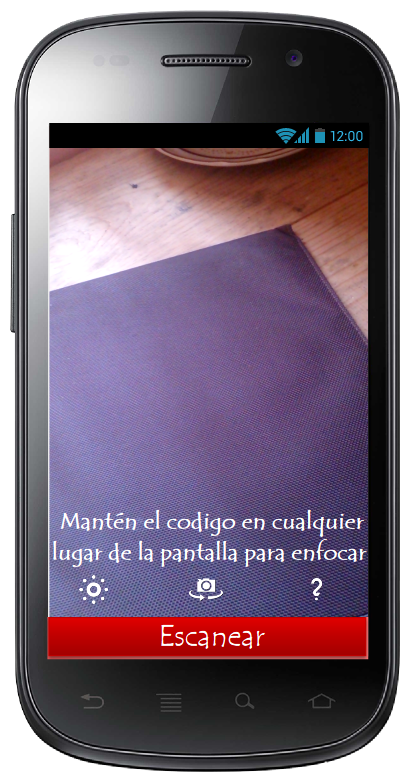 12:00
Mantén el codigo en cualquier
lugar de la pantalla para enfocar
?
Escanear